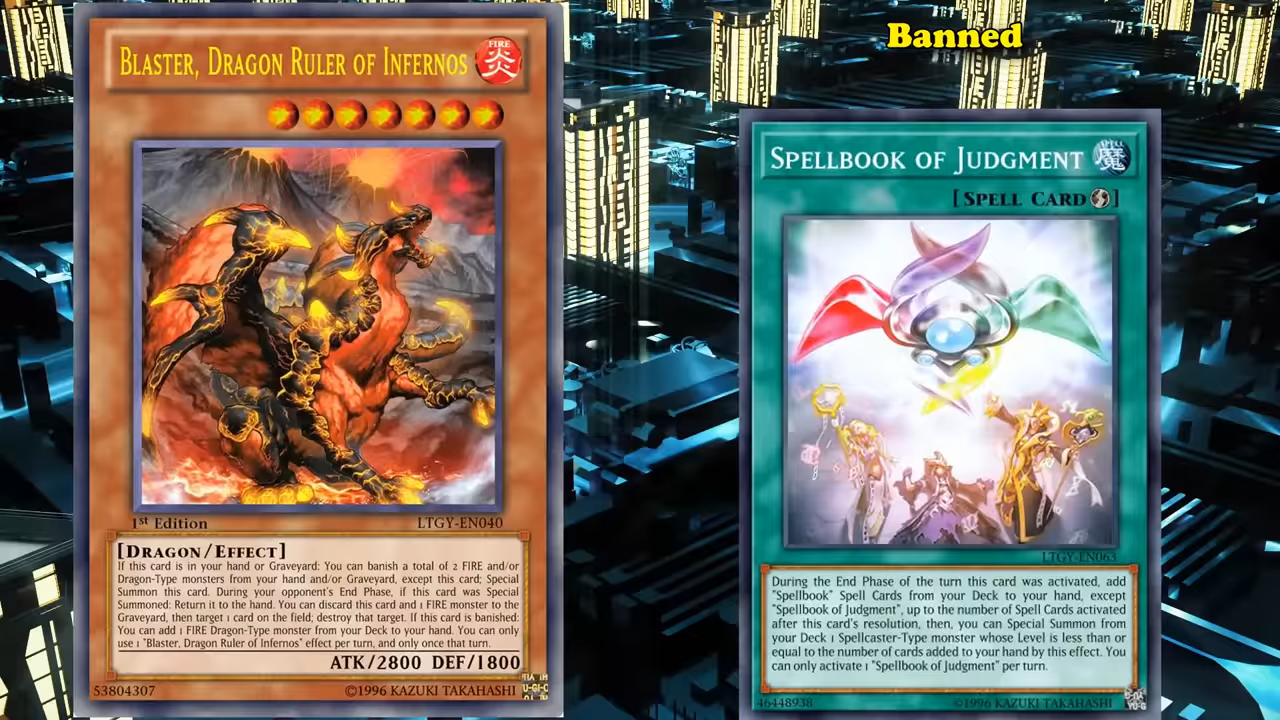 Banned
BLASTER, DRAGON RULER OF INFERNOS
FIRE
炎
1st Edition
LTGY-EN040
[DRAGON/EFFECT]
If this card is in your hand or Graveyard: You can banish a total of 2 FIRE and/or
Dragon-Type monsters from your hand and/or Graveyard, except this card; Special
Summon this card. During your opponent's End Phase, if this card was Special
Summoned: Return it to the hand. You can discard this card and 1 FIRE monster to the
Graveyard, then target 1 card on the field; destroy that target. If this card is banished:
You can add 1 FIRE Dragon-Type monster from your Deck to your hand. You can only
use 1 "Blaster, Dragon Ruler of Infernos" effect per turn, and only once that turn.
ATK/2800 DEF/1800
53804307
©1996 KAZUKI TAKAHASHI
SPELLBOOK OF JUDGMENT
SPELL
魔
[SPELL CARD]
LTGY-EN063
During the End Phase of the turn this card was activated, add
"Spellbook" Spell Cards from your Deck to your hand, except
"Spellbook of Judgment", up to the number of Spell Cards activated
after this card's resolution, then, you can Special Summon from
your Deck 1 Spellcaster-Type monster whose Level is less than or
equal to the number of cards added to your hand by this effect. You
can only activate 1 "Spellbook of Judgment" per turn.
46448938
©1996 KAZUKI TAKAHASHI